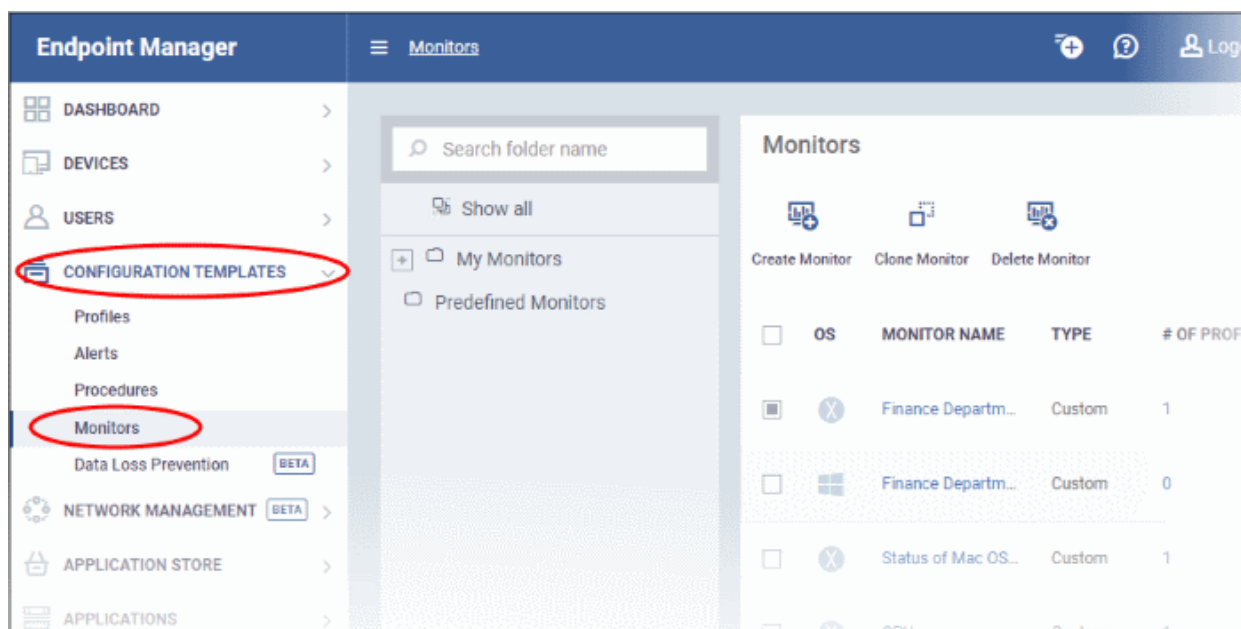 Endpoint Manager
Monitors
Log
DASHBOARD
DEVICES
USERS
CONFIGURATION TEMPLATES
Profiles
Alerts
Procedures
Monitors
Data Loss Prevention BETA
NETWORK MANAGEMENT BETA
APPLICATION STORE
APPLICATIONS
Search folder name
Show all
My Monitors
Predefined Monitors
Monitors
Create Monitor Clone Monitor Delete Monitor
OS MONITOR NAME TYPE # OF PROF
Finance Departm... Custom 1
Finance Departm... Custom 0
Status of Mac OS... Custom 1